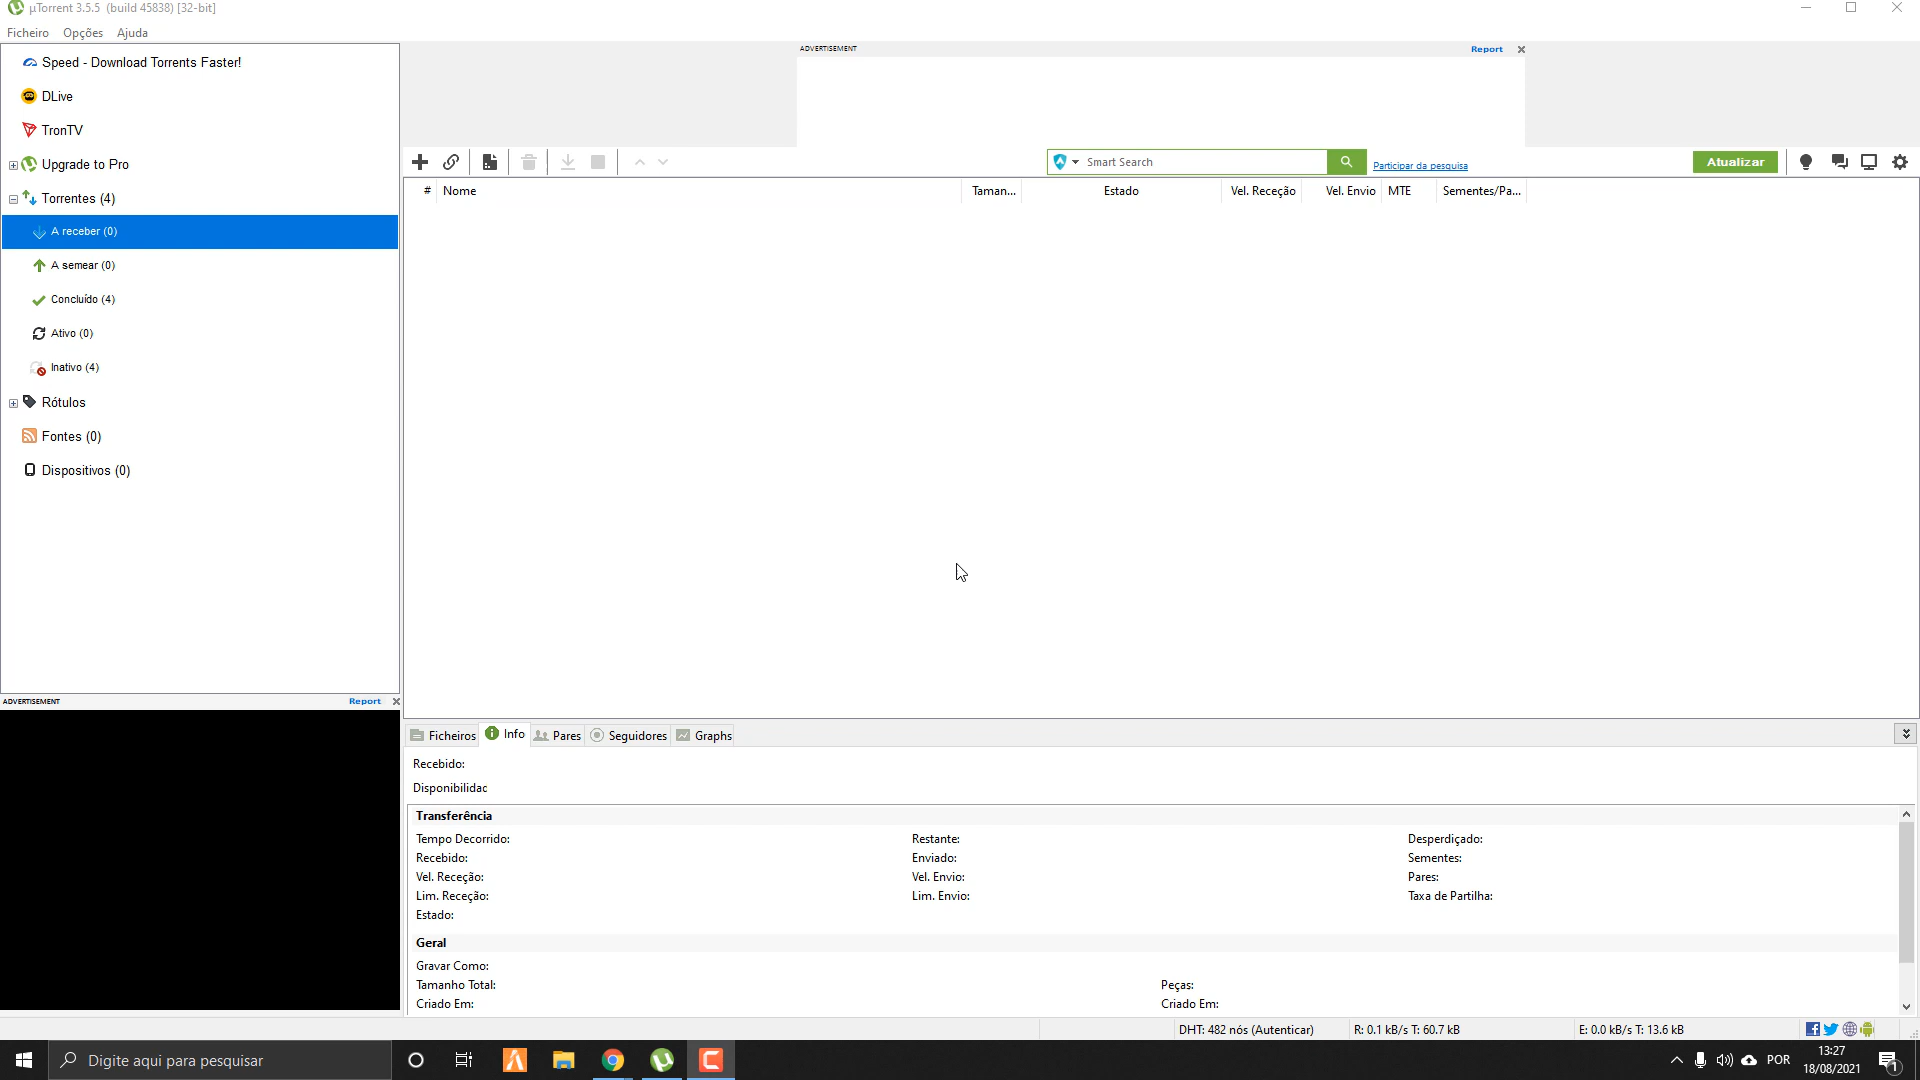 µTorrent 3.5.5 (build 45838) [32-bit]
Ficheiro Opções Ajuda
Speed - Download Torrents Faster!
DLive
TronTV
Upgrade to Pro
Torrentes (4)
A receber (0)
A semear (0)
Concluído (4)
Ativo (0)
Inativo (4)
Rótulos
Fontes (0)
Dispositivos (0)
ADVERTISEMENT Report
ADVERTISEMENT Report
Smart Search
Participar da pesquisa
Atualizar
# Nome Taman... Estado Vel. Receção Vel. Envio MTE Sementes/Pa...
Ficheiros Info Pares Seguidores Graphs
Recebido:
Disponibilidac
Transferência
Tempo Decorrido: Restante: Desperdiçado:
Recebido: Enviado: Sementes:
Vel. Receção: Vel. Envio: Pares:
Lim. Receção: Lim. Envio: Taxa de Partilha:
Estado:
Geral
Gravar Como:
Tamanho Total: Peças:
Criado Em: Criado Em:
DHT: 482 nós (Autenticar) R: 0.1 kB/s T: 60.7 kB E: 0.0 kB/s T: 13.6 kB
Digite aqui para pesquisar
POR
13:27
18/08/2021
1